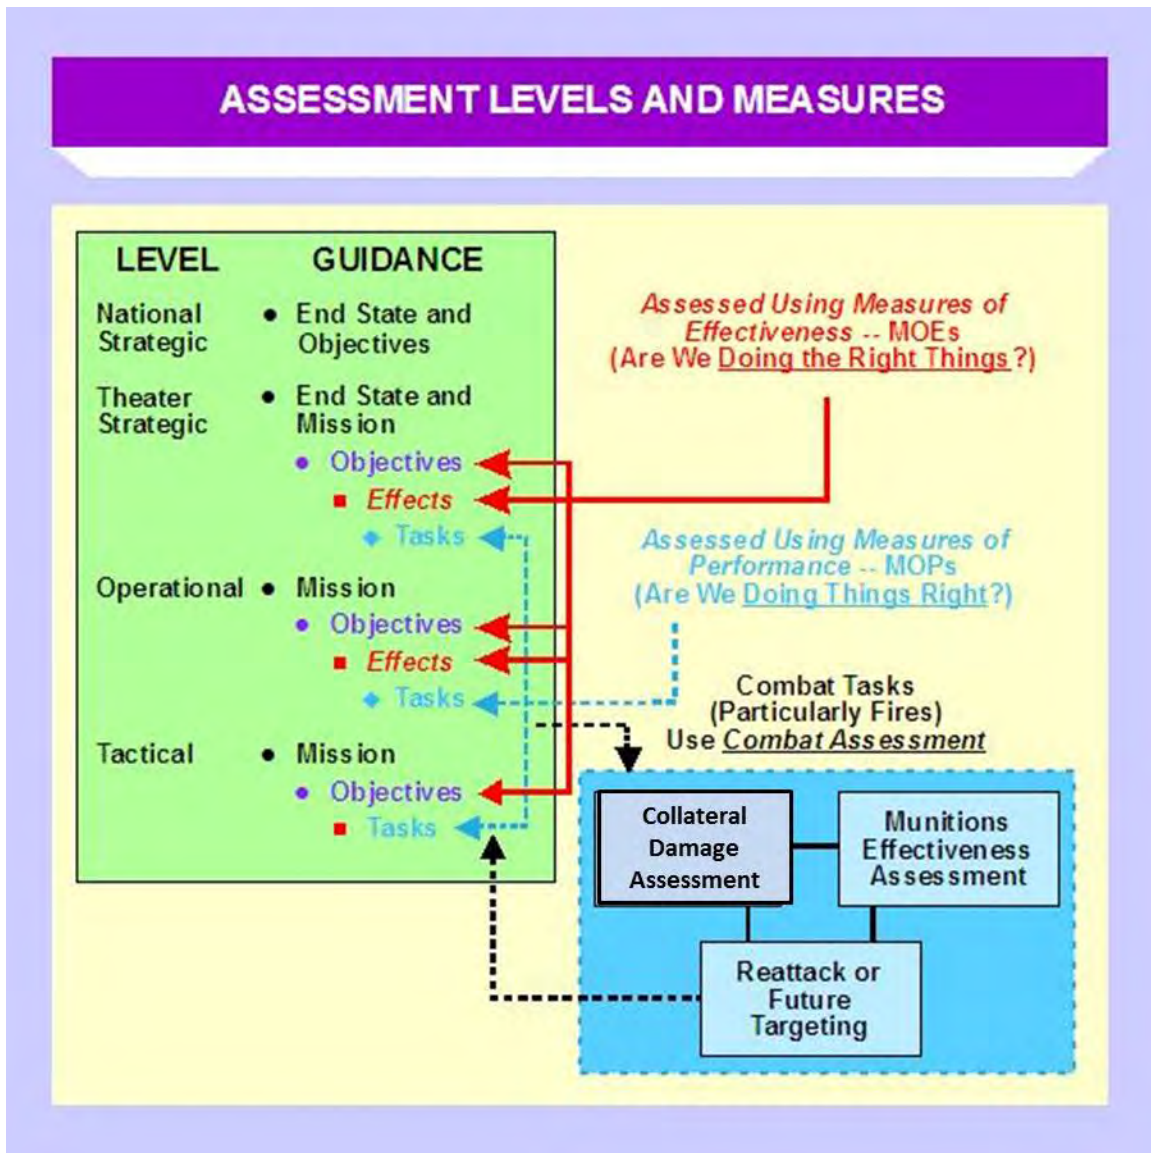 ASSESSMENT LEVELS AND MEASURES
LEVEL
GUIDANCE
National
Strategic
● End State and
Objectives
Theater
Strategic
● End State and
Mission
● Objectives
■ Effects
◆ Tasks
Operational
● Mission
● Objectives
■ Effects
◆ Tasks
Tactical
● Mission
● Objectives
■ Tasks
Assessed Using Measures of
Effectiveness -- MOEs
(Are We Doing the Right Things?)
Assessed Using Measures of
Performance -- MOPs
(Are We Doing Things Right?)
Combat Tasks
(Particularly Fires)
Use Combat Assessment
Collateral
Damage
Assessment
Munitions
Effectiveness
Assessment
Reattack or
Future
Targeting